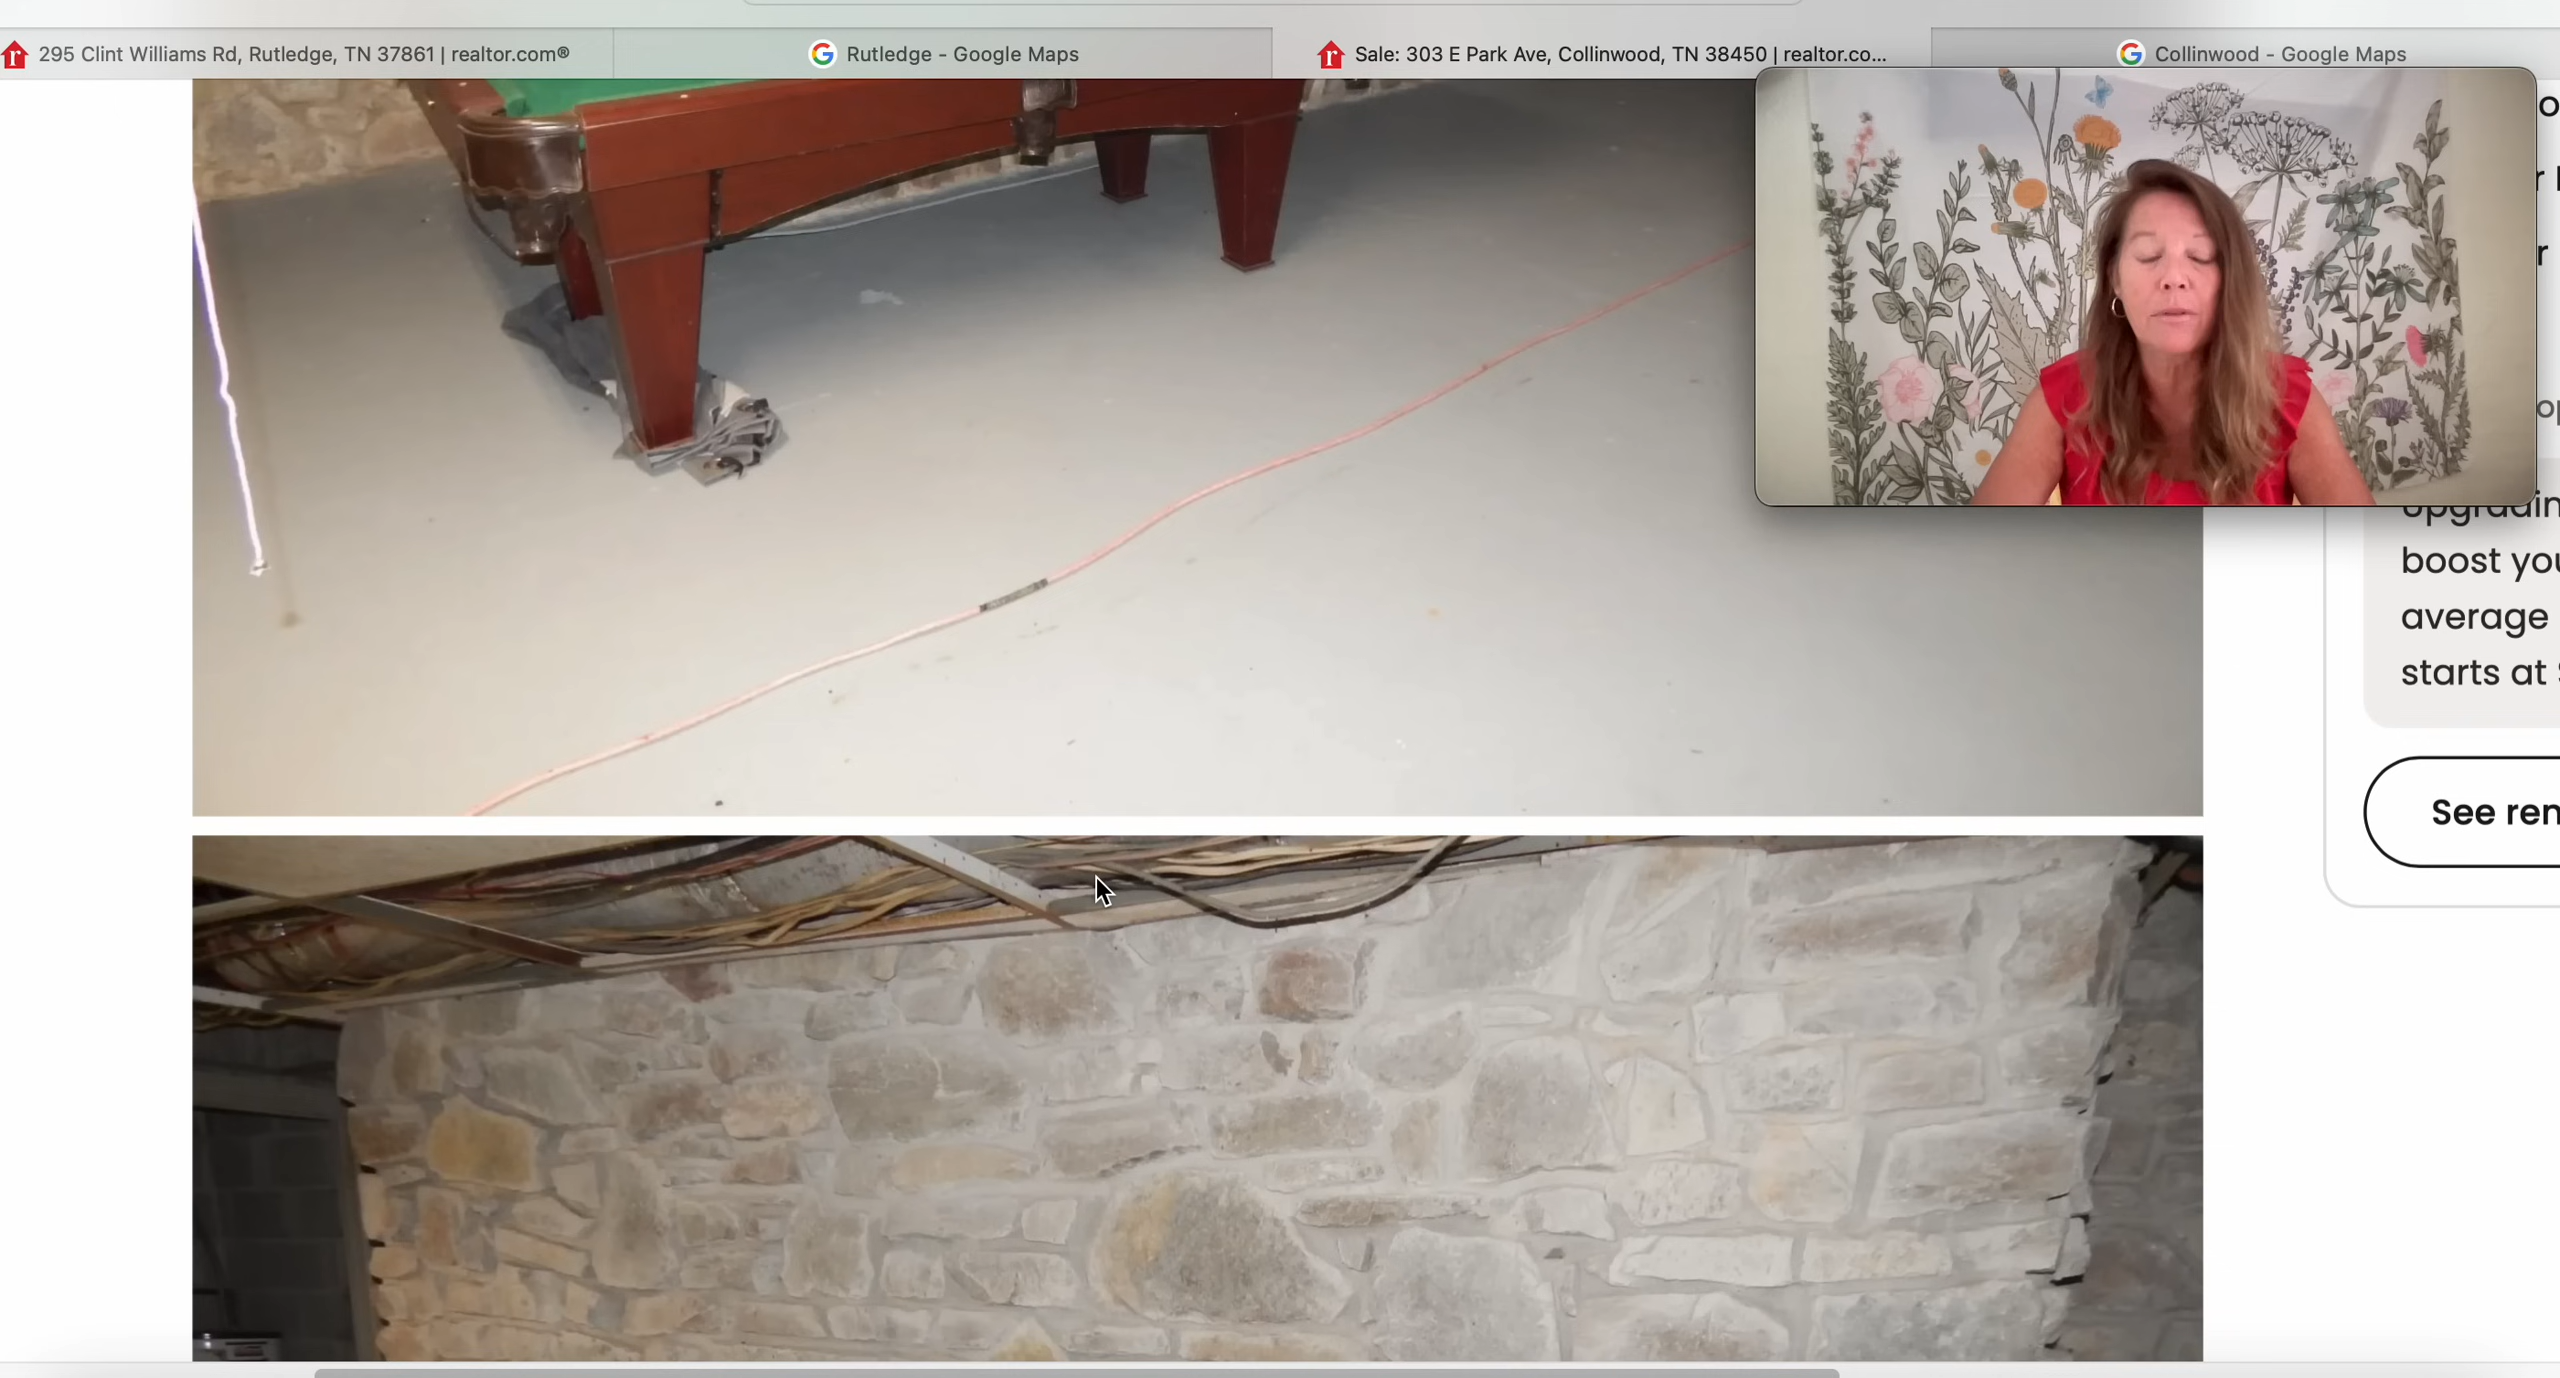 295 Clint Williams Rd, Rutledge, TN 37861 | realtor.com®
Rutledge - Google Maps
Sale: 303 E Park Ave, Collinwood, TN 38450 | realtor.co...
Collinwood - Google Maps
boost you
average
starts at
See ren